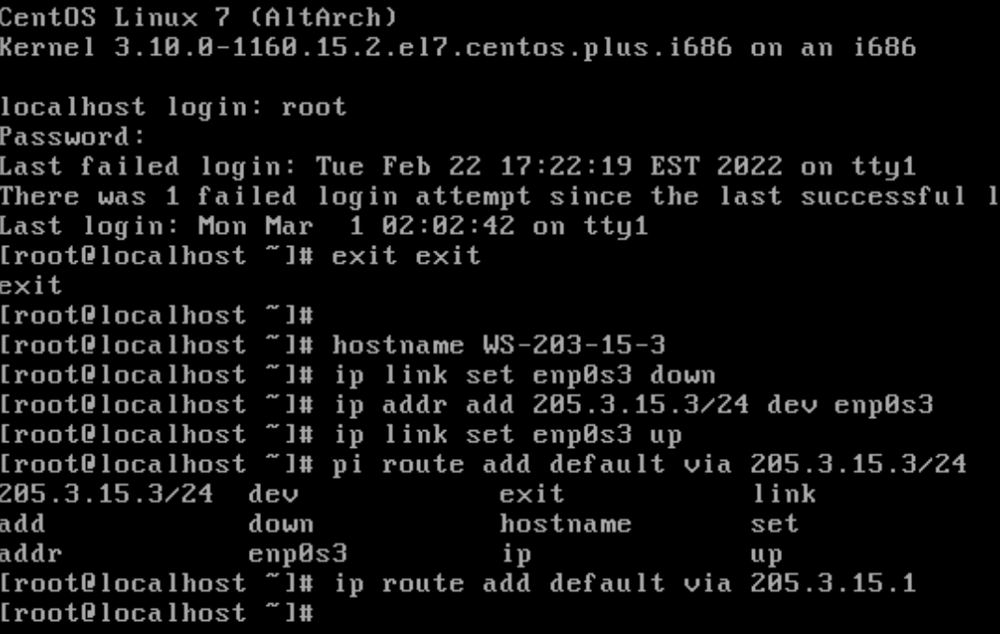 CentOS Linux 7 (AltArch)
Kernel 3.10.0-1160.15.2.el7.centos.plus.i686 on an i686
localhost login: root
Password:
Last failed login: Tue Feb 22 17:22:19 EST 2022 on tty1
There was 1 failed login attempt since the last successful l
Last login: Mon Mar  1 02:02:42 on tty1
[root@localhost ~]# exit exit
exit
[root@localhost ~]#
[root@localhost ~]# hostname WS-203-15-3
[root@localhost ~]# ip link set enp0s3 down
[root@localhost ~]# ip addr add 205.3.15.3/24 dev enp0s3
[root@localhost ~]# ip link set enp0s3 up
[root@localhost ~]# pi route add default via 205.3.15.3/24
205.3.15.3/24  dev            exit           link
add            down           hostname       set
addr           enp0s3         ip             up
[root@localhost ~]# ip route add default via 205.3.15.1
[root@localhost ~]#